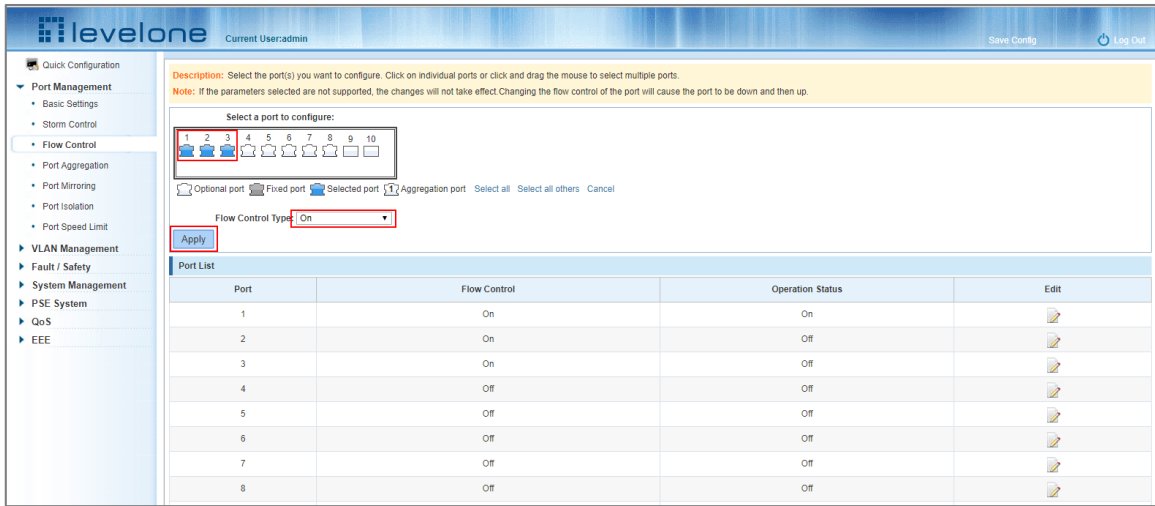 levelone Current User:admin Save Config Log Out
Quick Configuration
Port Management
Basic Settings
Storm Control
Flow Control
Port Aggregation
Port Mirroring
Port Isolation
Port Speed Limit
VLAN Management
Fault / Safety
System Management
PSE System
QoS
EEE
Description: Select the port(s) you want to configure. Click on individual ports or click and drag the mouse to select multiple ports.
Note: If the parameters selected are not supported, the changes will not take effect.Changing the flow control of the port will cause the port to be down and then up.
Select a port to configure:
1 2 3 4 5 6 7 8 9 10
Optional port Fixed port Selected port 1 Aggregation port Select all Select all others Cancel
Flow Control Type: On
Apply
Port List
Port Flow Control Operation Status Edit
1 On On
2 On Off
3 On Off
4 Off Off
5 Off Off
6 Off Off
7 Off Off
8 Off Off